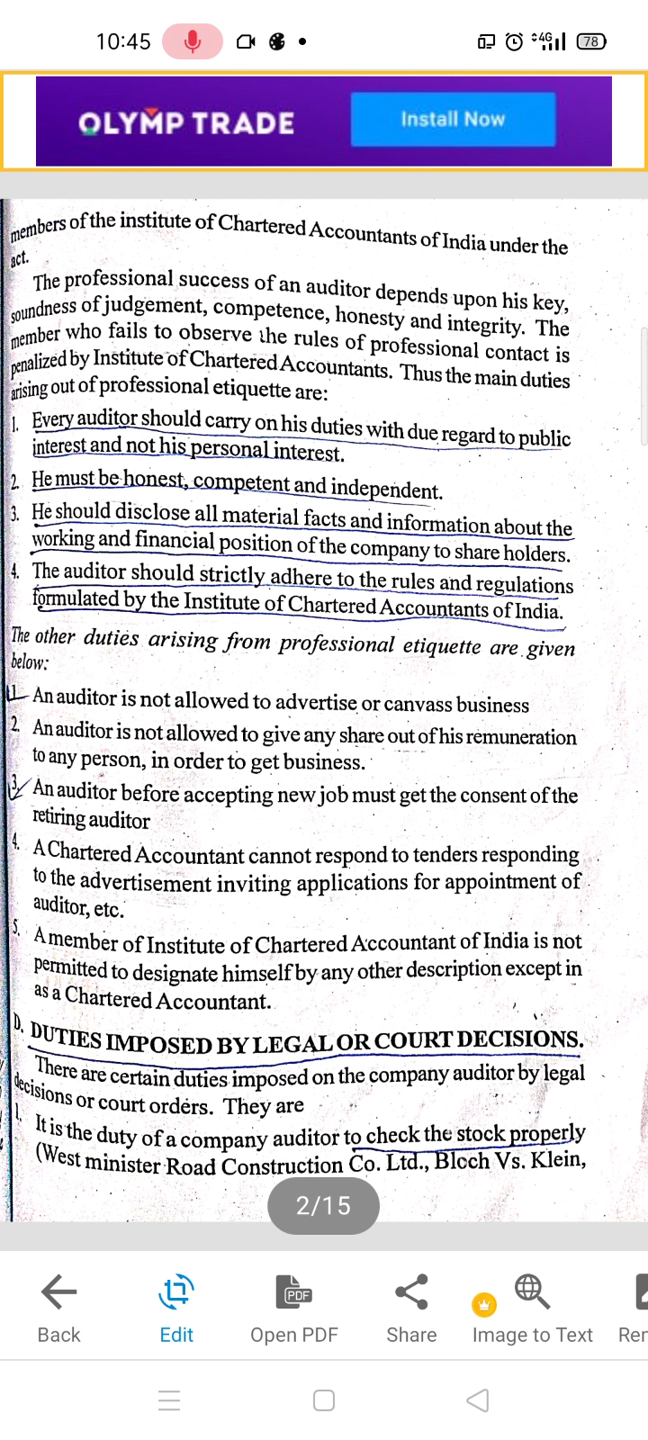 10:45
4G
78
OLYMP TRADE
Install Now
members of the institute of Chartered Accountants of India under the
act.
The professional success of an auditor depends upon his key,
soundness of judgement, competence, honesty and integrity. The
member who fails to observe the rules of professional contact is
penalized by Institute of Chartered Accountants. Thus the main duties
arising out of professional etiquette are:
1. Every auditor should carry on his duties with due regard to public
interest and not his personal interest.
2. He must be honest, competent and independent.
3. He should disclose all material facts and information about the
working and financial position of the company to share holders.
4. The auditor should strictly adhere to the rules and regulations
formulated by the Institute of Chartered Accountants of India.
The other duties arising from professional etiquette are given
below:
1. An auditor is not allowed to advertise or canvass business
2. An auditor is not allowed to give any share out of his remuneration
to any person, in order to get business.
3. An auditor before accepting new job must get the consent of the
retiring auditor
4. A Chartered Accountant cannot respond to tenders responding
to the advertisement inviting applications for appointment of
auditor, etc.
5. A member of Institute of Chartered Accountant of India is not
permitted to designate himself by any other description except in
as a Chartered Accountant.
D. DUTIES IMPOSED BY LEGAL OR COURT DECISIONS.
There are certain duties imposed on the company auditor by legal
decisions or court orders. They are
1. It is the duty of a company auditor to check the stock properly
(West minister Road Construction Co. Ltd., Bloch Vs. Klein,
2/15
PDF
Back Edit Open PDF Share Image to Text Rer